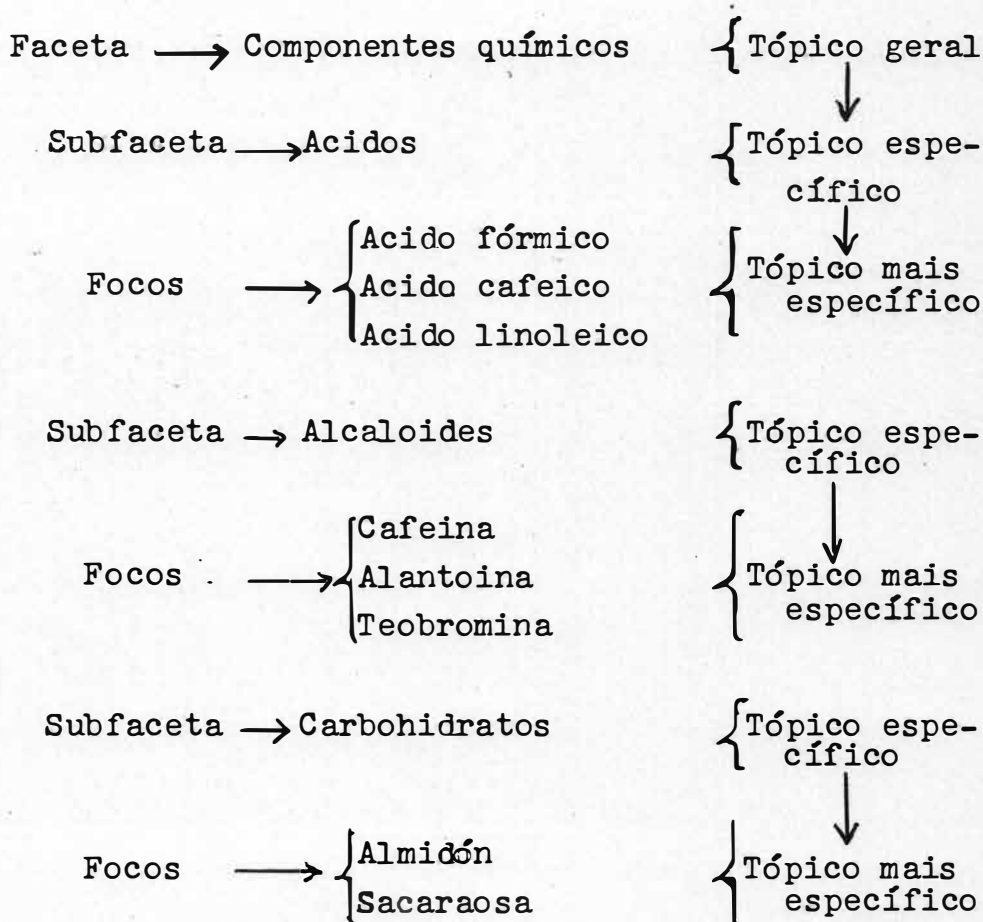 Faceta → Componentes químicos { Tópico geral
Subfaceta → Acidos { Tópico espe-
cífico
Acido fórmico
Focos → Acido cafeico { Tópico mais
específico
Acido linoleico
Subfaceta → Alcaloides { Tópico espe-
cífico
Cafeina
Focos → Alantoina { Tópico mais
específico
Teobromina
Subfaceta → Carbohidratos { Tópico espe-
cífico
Focos → Almidón { Tópico mais
Sacaraosa específico